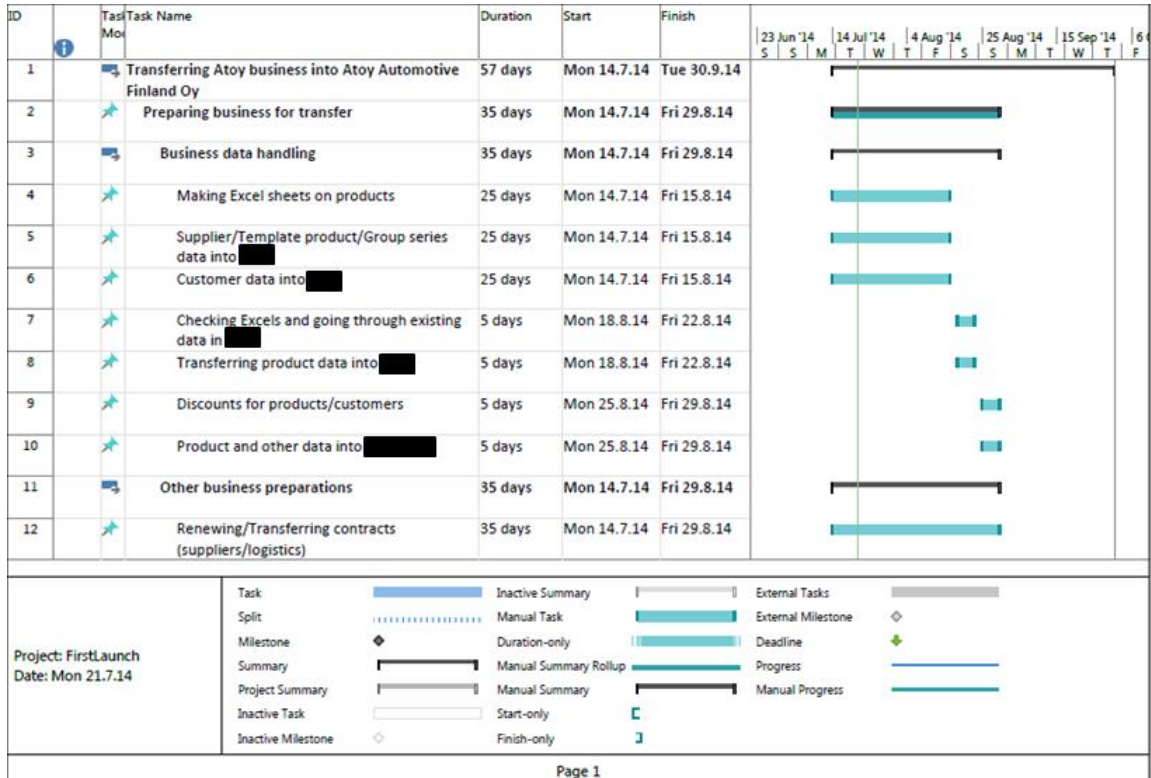 ID Task Mod Task Name Duration Start Finish
23 Jun '14 14 Jul '14 4 Aug '14 25 Aug '14 15 Sep '14 6 O
S S M T W T F S S M T W T F
1 Transferring Atoy business into Atoy Automotive 57 days Mon 14.7.14 Tue 30.9.14
Finland Oy
2 Preparing business for transfer 35 days Mon 14.7.14 Fri 29.8.14
3 Business data handling 35 days Mon 14.7.14 Fri 29.8.14
4 Making Excel sheets on products 25 days Mon 14.7.14 Fri 15.8.14
5 Supplier/Template product/Group series 25 days Mon 14.7.14 Fri 15.8.14
data into
6 Customer data into 25 days Mon 14.7.14 Fri 15.8.14
7 Checking Excels and going through existing 5 days Mon 18.8.14 Fri 22.8.14
data in
8 Transferring product data into 5 days Mon 18.8.14 Fri 22.8.14
9 Discounts for products/customers 5 days Mon 25.8.14 Fri 29.8.14
10 Product and other data into 5 days Mon 25.8.14 Fri 29.8.14
11 Other business preparations 35 days Mon 14.7.14 Fri 29.8.14
12 Renewing/Transferring contracts 35 days Mon 14.7.14 Fri 29.8.14
(suppliers/logistics)
Project: FirstLaunch
Date: Mon 21.7.14
Task
Split
Milestone
Summary
Project Summary
Inactive Task
Inactive Milestone
Inactive Summary
Manual Task
Duration-only
Manual Summary Rollup
Manual Summary
Start-only
Finish-only
External Tasks
External Milestone
Deadline
Progress
Manual Progress
Page 1